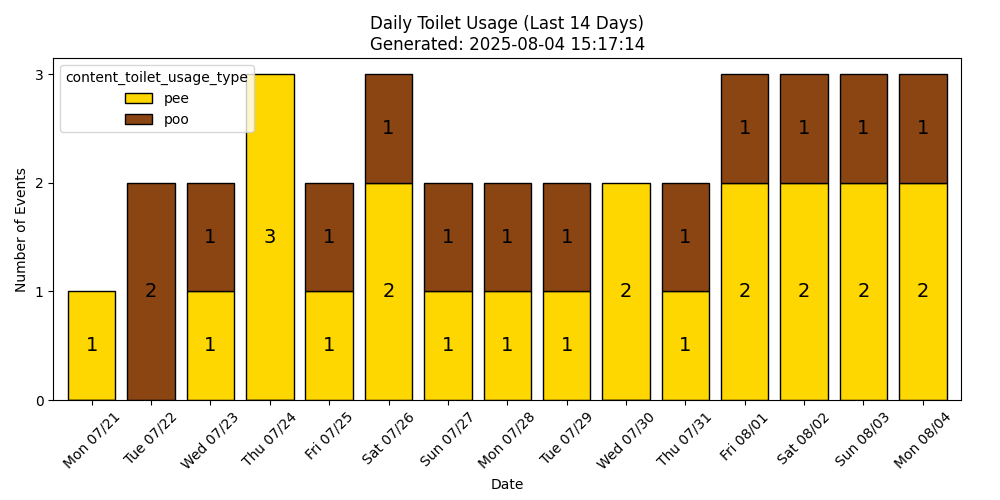 Daily Toilet Usage (Last 14 Days)
Generated: 2025-08-04 15:17:14
content_toilet_usage_type
pee
poo
Number of Events
3
2
1
0
1
2
1
1
3
1
1
1
2
1
1
1
1
1
1
2
1
1
1
2
1
2
1
2
1
2
Mon 07/21
Tue 07/22
Wed 07/23
Thu 07/24
Fri 07/25
Sat 07/26
Sun 07/27
Mon 07/28
Tue 07/29
Wed 07/30
Thu 07/31
Fri 08/01
Sat 08/02
Sun 08/03
Mon 08/04
Date